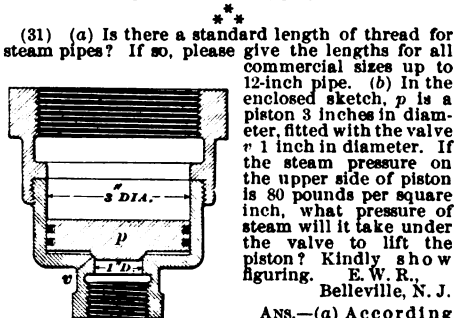 ***
(31) (a) Is there a standard length of thread for
steam pipes? If so, please give the lengths for all
commercial sizes up to
12-inch pipe. (b) In the
enclosed sketch, p is a
piston 3 inches in diam-
eter, fitted with the valve
v 1 inch in diameter. If
the steam pressure on
the upper side of piston
is 80 pounds per square
inch, what pressure of
steam will it take under
the valve to lift the
piston? Kindly show
figuring. E. W. R.,
Belleville, N. J.
ANS.—(a) According
3" DIA.
p
1" D.
v